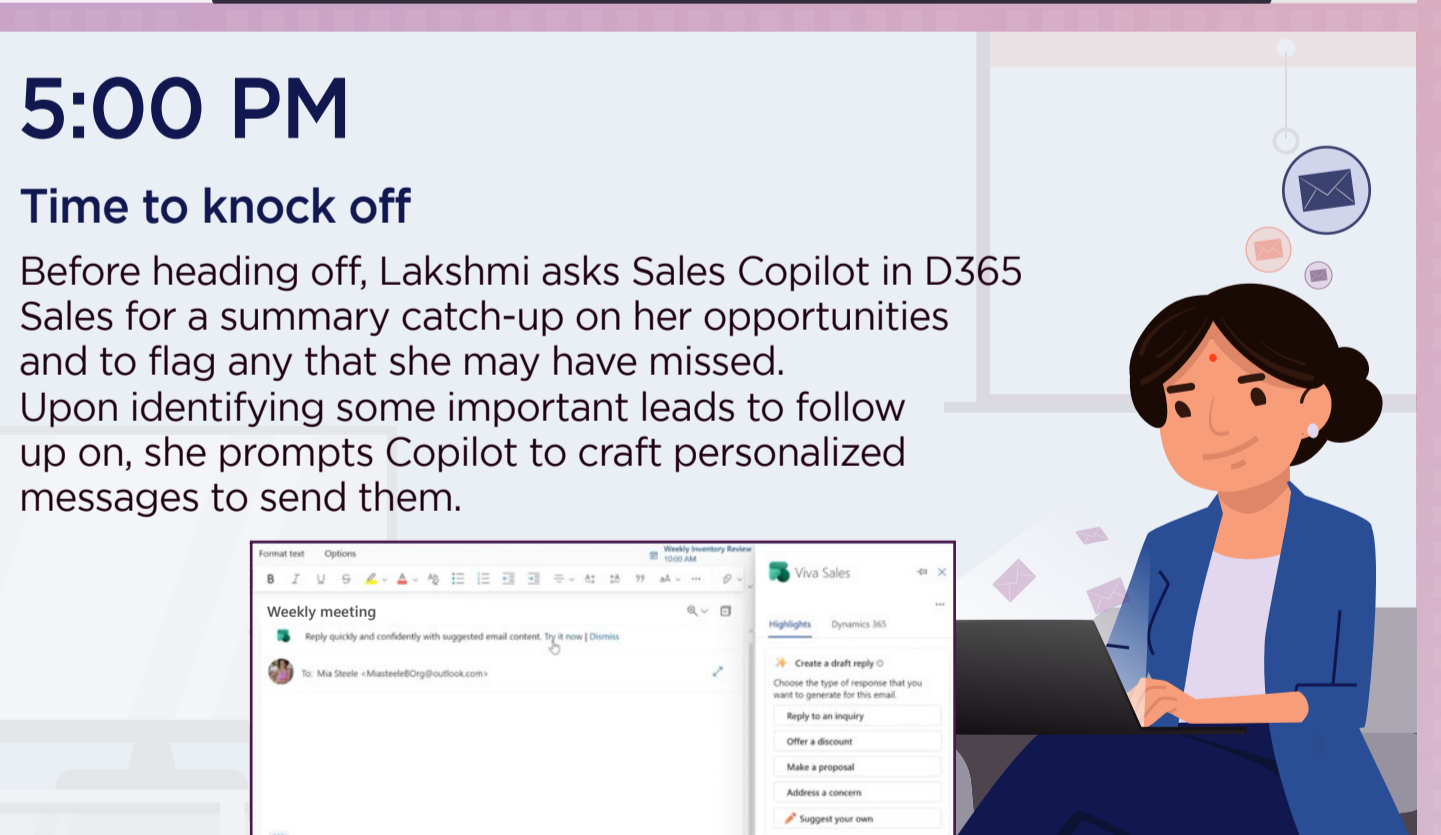 5:00 PM
Time to knock off
Before heading off, Lakshmi asks Sales Copilot in D365
Sales for a summary catch-up on her opportunities
and to flag any that she may have missed.
Upon identifying some important leads to follow
up on, she prompts Copilot to craft personalized
messages to send them.
Format text Options
Weekly Inventory Review
10:00 AM
Viva Sales
Weekly meeting
Highlights Dynamics 365
Reply quickly and confidently with suggested email content. Try it now | Dismiss
Create a draft reply
To: Mia Steele <MiasteeleBOrg@outlook.com>
Choose the type of response that you
want to generate for this email.
Reply to an inquiry
Offer a discount
Make a proposal
Address a concern
Suggest your own